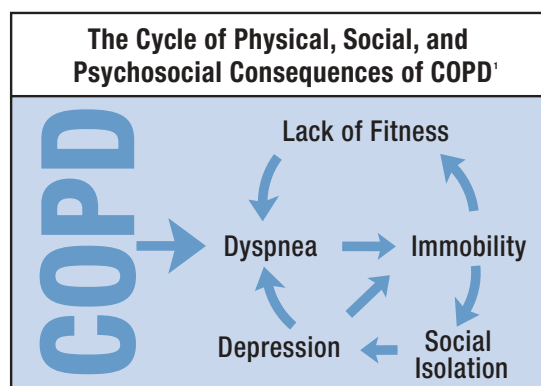 The Cycle of Physical, Social, and
Psychosocial Consequences of COPD¹
COPD
Lack of Fitness
Dyspnea
Immobility
Depression
Social
Isolation